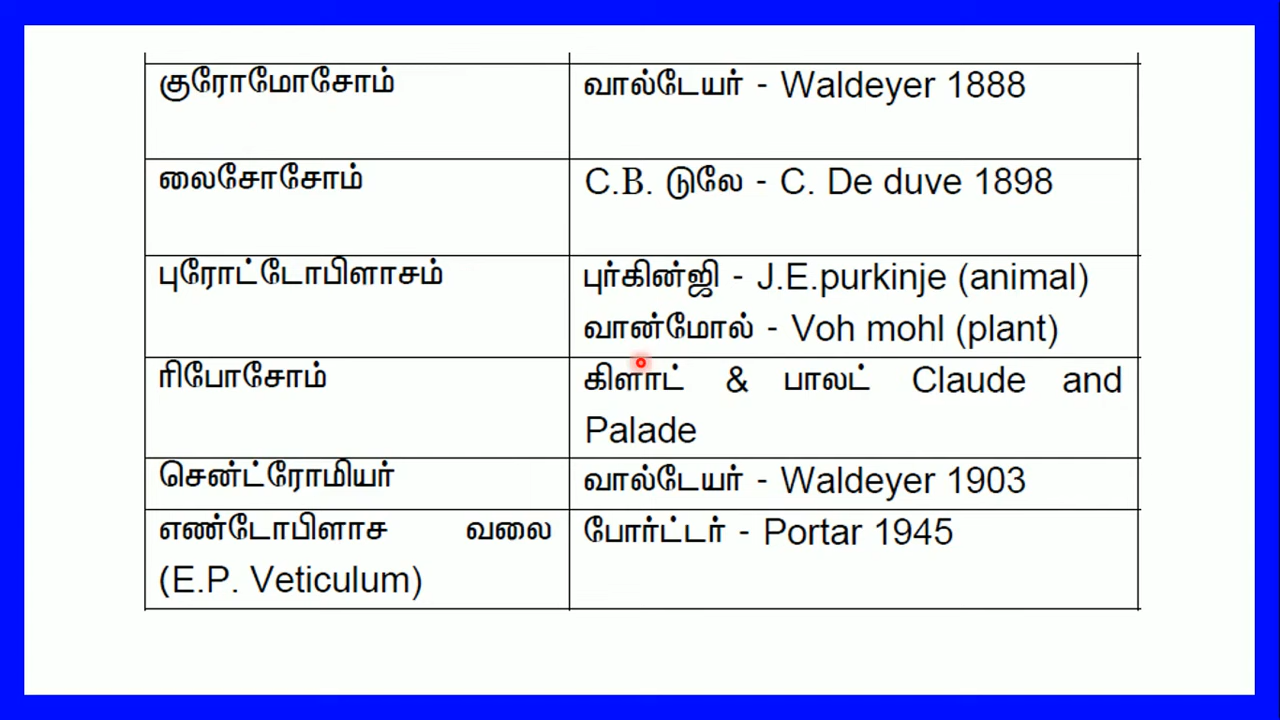 குரோமோசோம் வால்டேயர் - Waldeyer 1888
லைசோசோம் C.B. டுலே - C. De duve 1898
புரோட்டோபிளாசம் புர்கின்ஜி - J.E.purkinje (animal)
வான்மோல் - Voh mohl (plant)
ரிபோசோம் கிளாட் & பாலட் Claude and
Palade
சென்ட்ரோமியர் வால்டேயர் - Waldeyer 1903
எண்டோபிளாச வலை போர்ட்டர் - Portar 1945
(E.P. Veticulum)